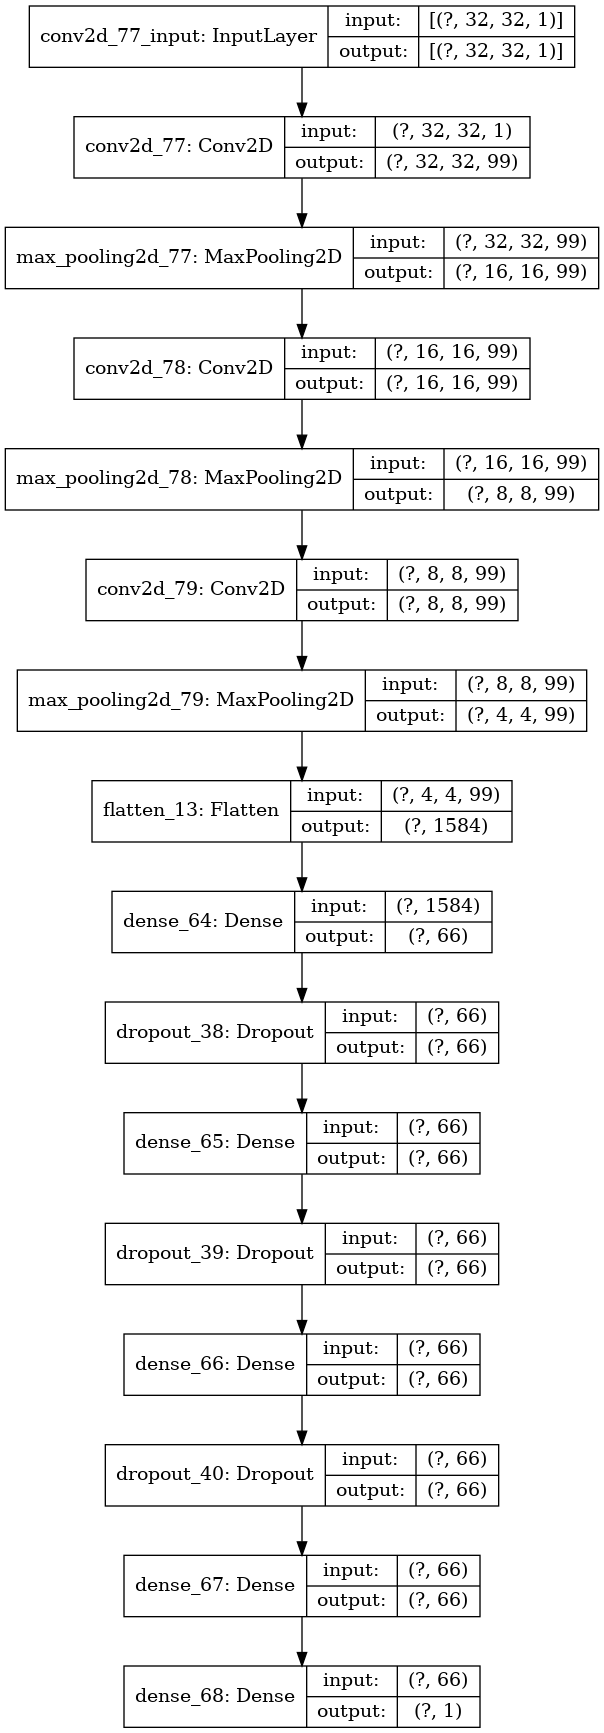 conv2d_77_input: InputLayer
input: [(?, 32, 32, 1)]
output: [(?, 32, 32, 1)]
conv2d_77: Conv2D
input: (?, 32, 32, 1)
output: (?, 32, 32, 99)
max_pooling2d_77: MaxPooling2D
input: (?, 32, 32, 99)
output: (?, 16, 16, 99)
conv2d_78: Conv2D
input: (?, 16, 16, 99)
output: (?, 16, 16, 99)
max_pooling2d_78: MaxPooling2D
input: (?, 16, 16, 99)
output: (?, 8, 8, 99)
conv2d_79: Conv2D
input: (?, 8, 8, 99)
output: (?, 8, 8, 99)
max_pooling2d_79: MaxPooling2D
input: (?, 8, 8, 99)
output: (?, 4, 4, 99)
flatten_13: Flatten
input: (?, 4, 4, 99)
output: (?, 1584)
dense_64: Dense
input: (?, 1584)
output: (?, 66)
dropout_38: Dropout
input: (?, 66)
output: (?, 66)
dense_65: Dense
input: (?, 66)
output: (?, 66)
dropout_39: Dropout
input: (?, 66)
output: (?, 66)
dense_66: Dense
input: (?, 66)
output: (?, 66)
dropout_40: Dropout
input: (?, 66)
output: (?, 66)
dense_67: Dense
input: (?, 66)
output: (?, 66)
dense_68: Dense
input: (?, 66)
output: (?, 1)